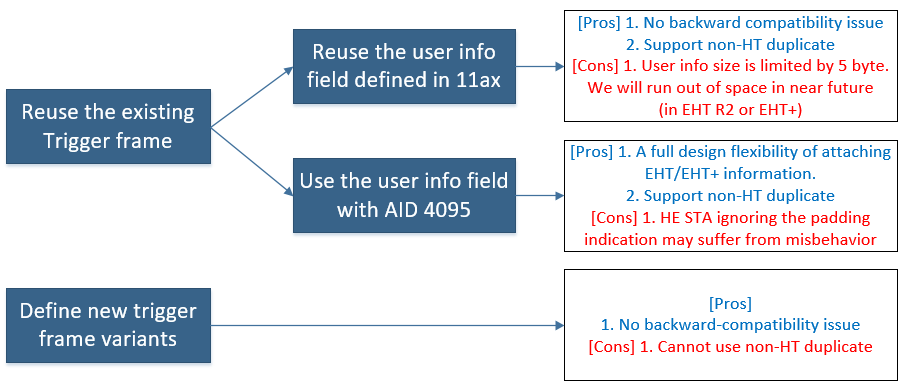 Reuse the existing
Trigger frame
Reuse the user info
field defined in 11ax
[Pros] 1. No backward compatibility issue
2. Support non-HT duplicate
[Cons] 1. User info size is limited by 5 byte.
We will run out of space in near future
(in EHT R2 or EHT+)
Use the user info field
with AID 4095
[Pros] 1. A full design flexibility of attaching
EHT/EHT+ information.
2. Support non-HT duplicate
[Cons] 1. HE STA ignoring the padding
indication may suffer from misbehavior
Define new trigger
frame variants
[Pros]
1. No backward-compatibility issue
[Cons] 1. Cannot use non-HT duplicate